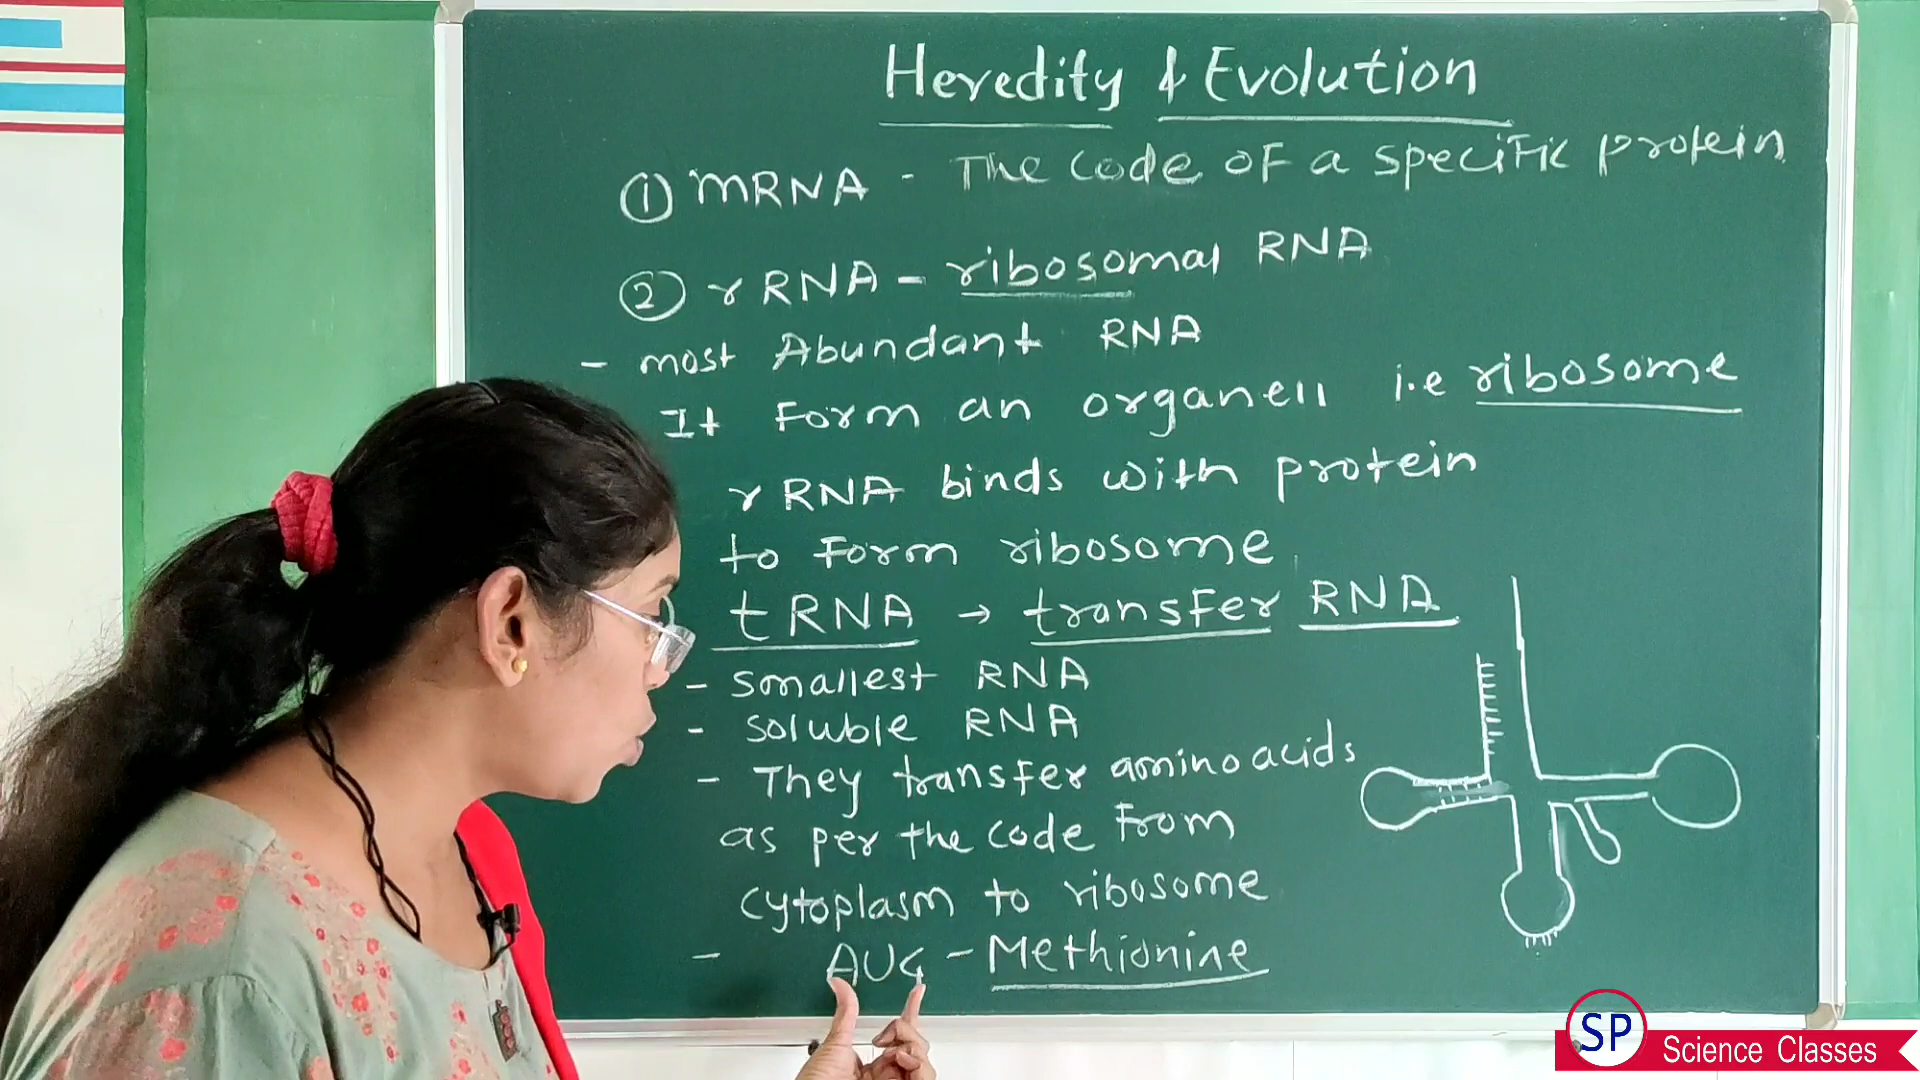 Heredity & Evolution
① mRNA - The code of a specific protein
② rRNA - ribosomal RNA
- most Abundant RNA
It Form an organell i.e ribosome
rRNA binds with protein
to Form ribosome
tRNA → transfer RNA
- smallest RNA
- soluble RNA
- They transfer amino acids
as per the code From
cytoplasm to ribosome
- AUG - Methionine
SP Science Classes